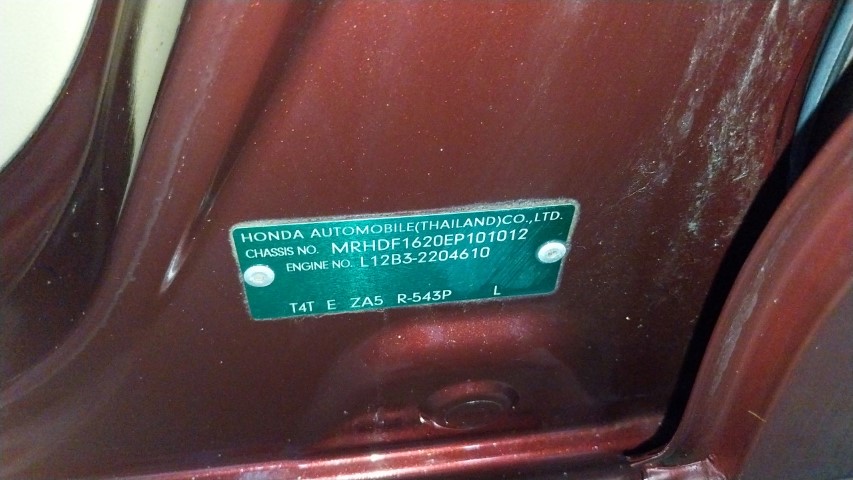 HONDA AUTOMOBILE(THAILAND)CO.,LTD.
CHASSIS NO. MRHDF1620EP101012
ENGINE NO. L12B3-2204610
T4T E ZA5 R-543P L